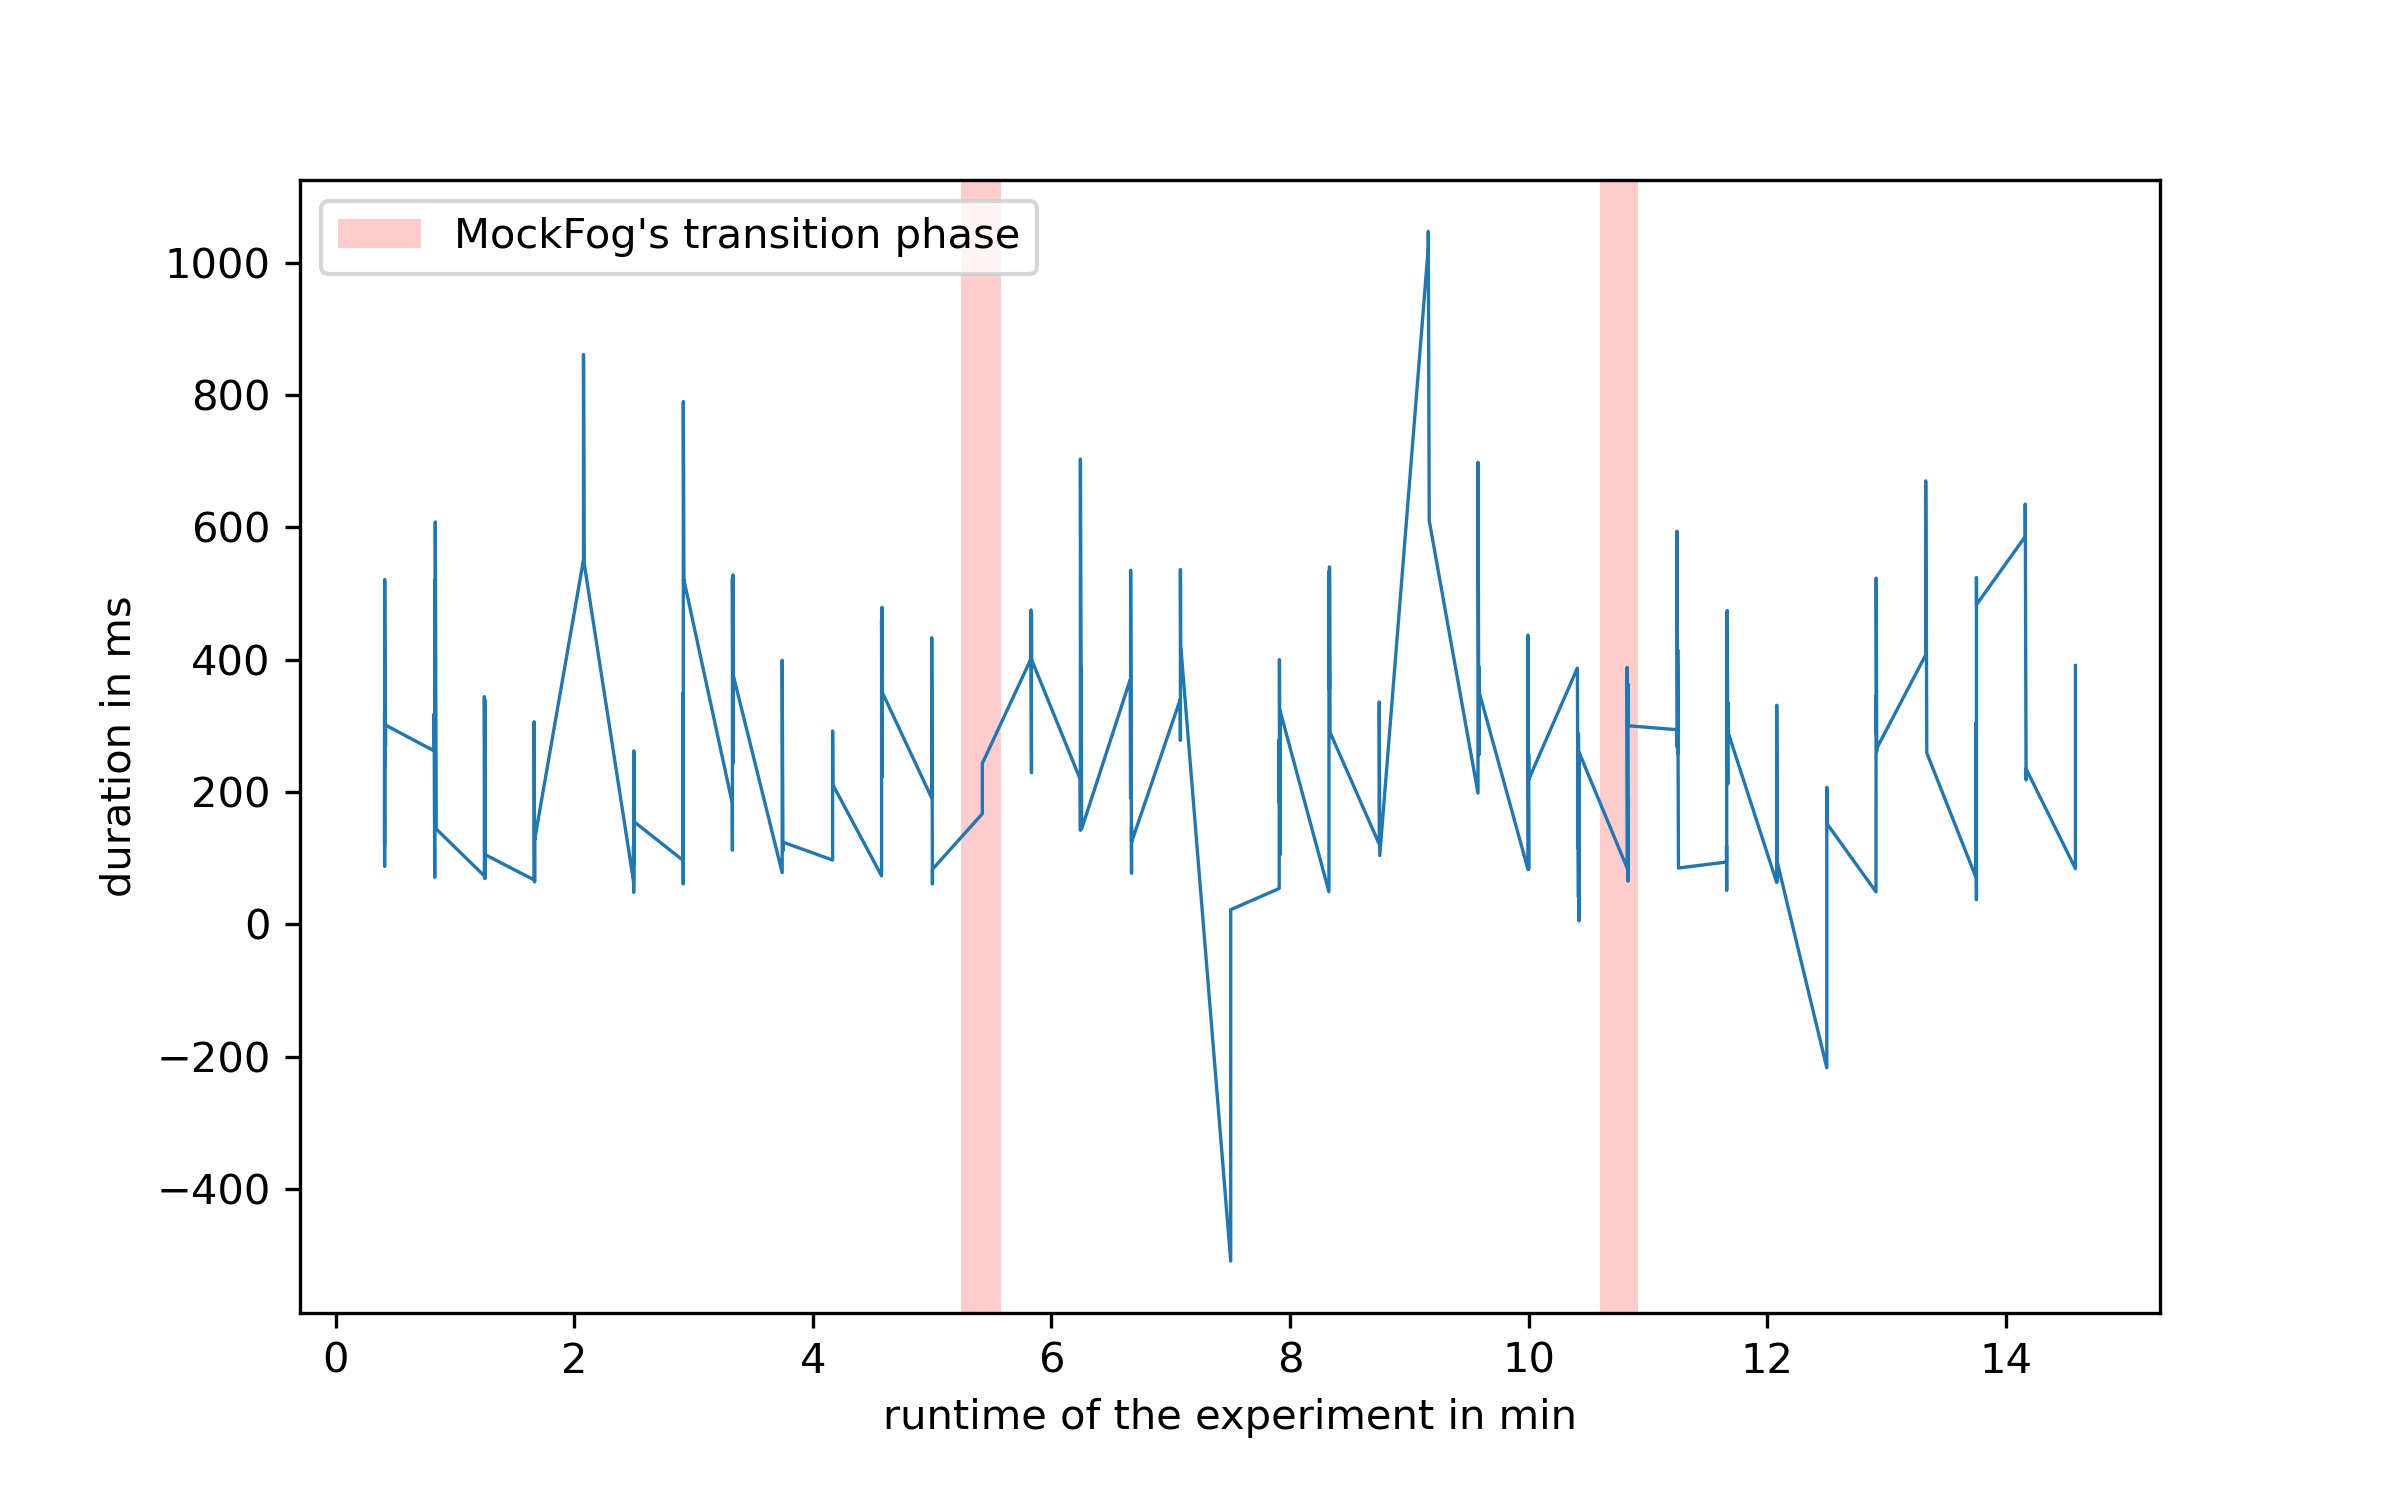 MockFog's transition phase
1000
800
600
400
200
0
−200
−400
duration in ms
0 2 4 6 8 10 12 14
runtime of the experiment in min